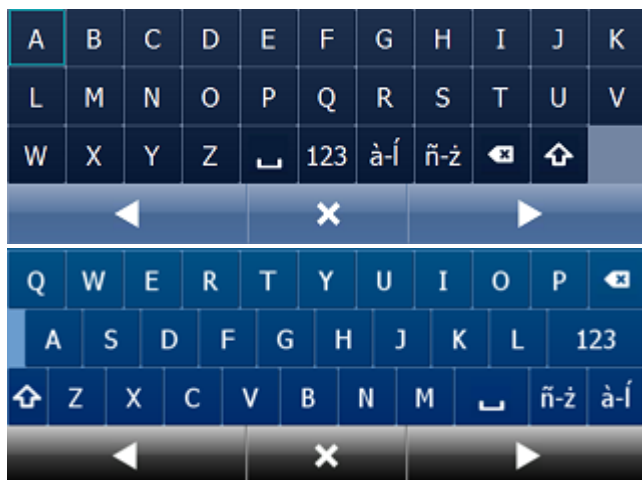 A B C D E F G H I J K
L M N O P Q R S T U V
W X Y Z 123 à-Í ñ-ż
Q W E R T Y U I O P
A S D F G H J K L 123
Z X C V B N M ñ-ż à-Í